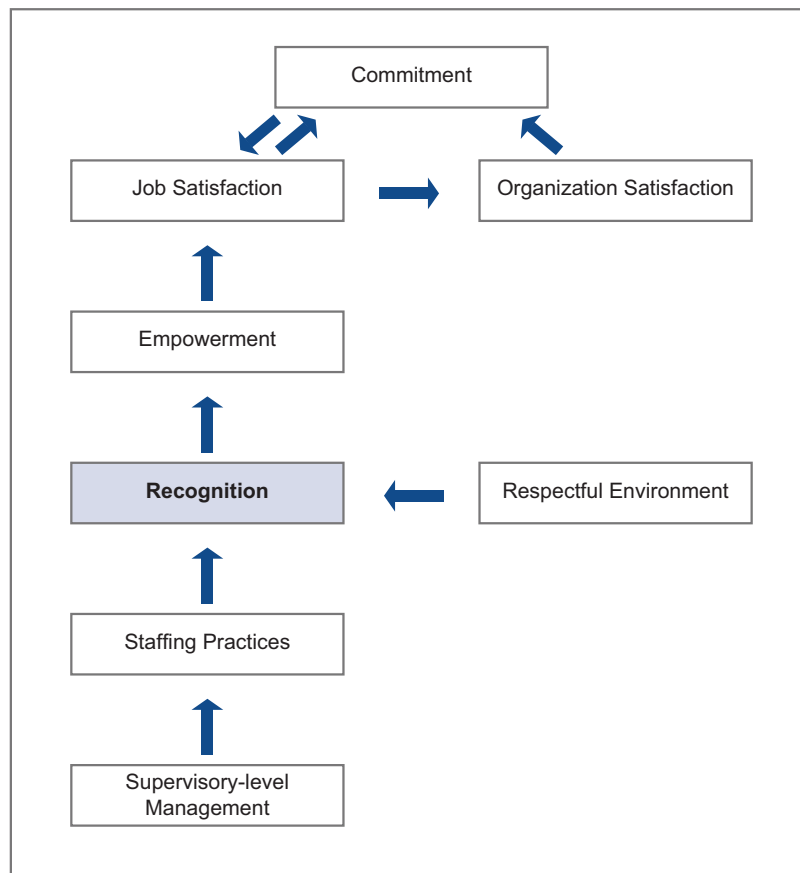 Commitment
Job Satisfaction
Organization Satisfaction
Empowerment
Recognition
Respectful Environment
Staffing Practices
Supervisory-level
Management